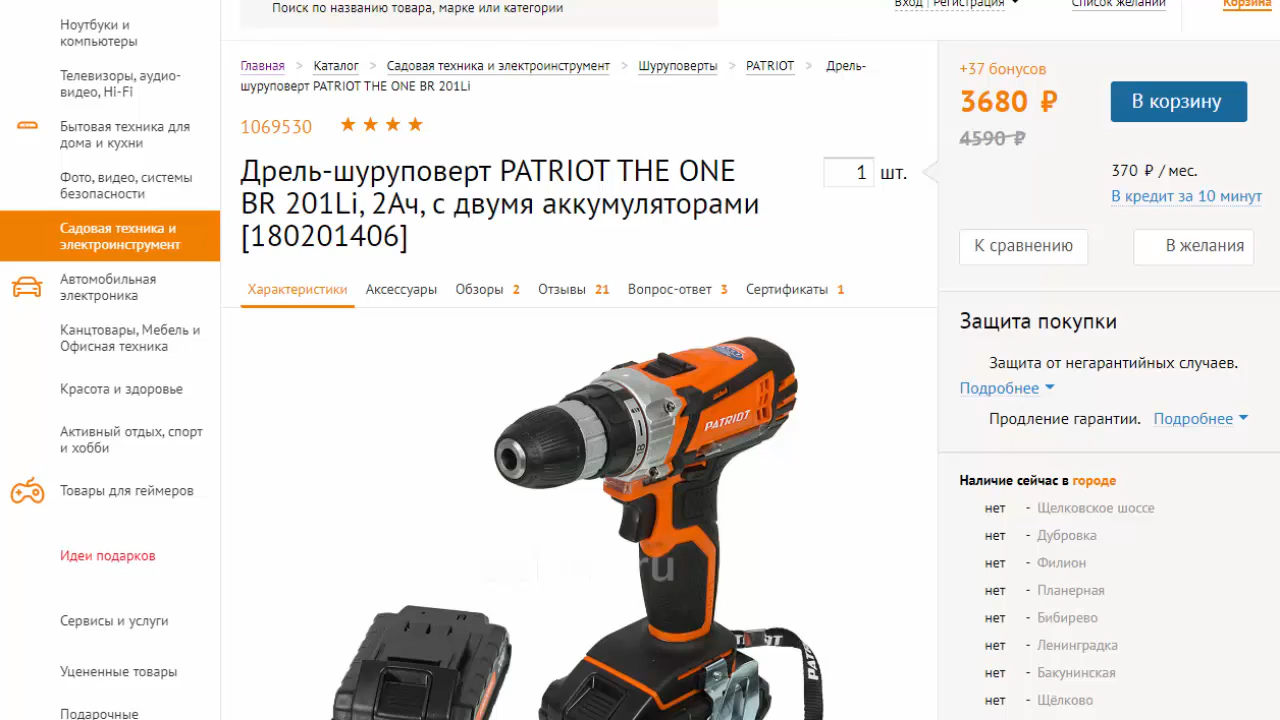 Ноутбуки и
компьютеры
Телевизоры, аудио-
видео, Hi-Fi
Бытовая техника для
дома и кухни
Фото, видео, системы
безопасности
Садовая техника и
электроинструмент
Автомобильная
электроника
Канцтовары, Мебель и
Офисная техника
Красота и здоровье
Активный отдых, спорт
и хобби
Товары для геймеров
Идеи подарков
Сервисы и услуги
Уцененные товары
Подарочные
Поиск по названию товара, марке или категории
Вход | Регистрация
Список желаний
Корзина
Главная > Каталог > Садовая техника и электроинструмент > Шуруповерты > PATRIOT > Дрель-
шуруповерт PATRIOT THE ONE BR 201Li
1069530
Дрель-шуруповерт PATRIOT THE ONE
BR 201Li, 2Ач, с двумя аккумуляторами
[180201406]
1 шт.
Характеристики Аксессуары Обзоры 2 Отзывы 21 Вопрос-ответ 3 Сертификаты 1
PATRIOT
18
PATRIOT
ru
+37 бонусов
3680 ₽
4590 ₽
В корзину
370 ₽ / мес.
В кредит за 10 минут
К сравнению
В желания
Защита покупки
Защита от негарантийных случаев.
Подробнее
Продление гарантии. Подробнее
Наличие сейчас в городе
нет - Щелковское шоссе
нет - Дубровка
нет - Филион
нет - Планерная
нет - Бибирево
нет - Ленинградка
нет - Бакунинская
нет - Щёлково